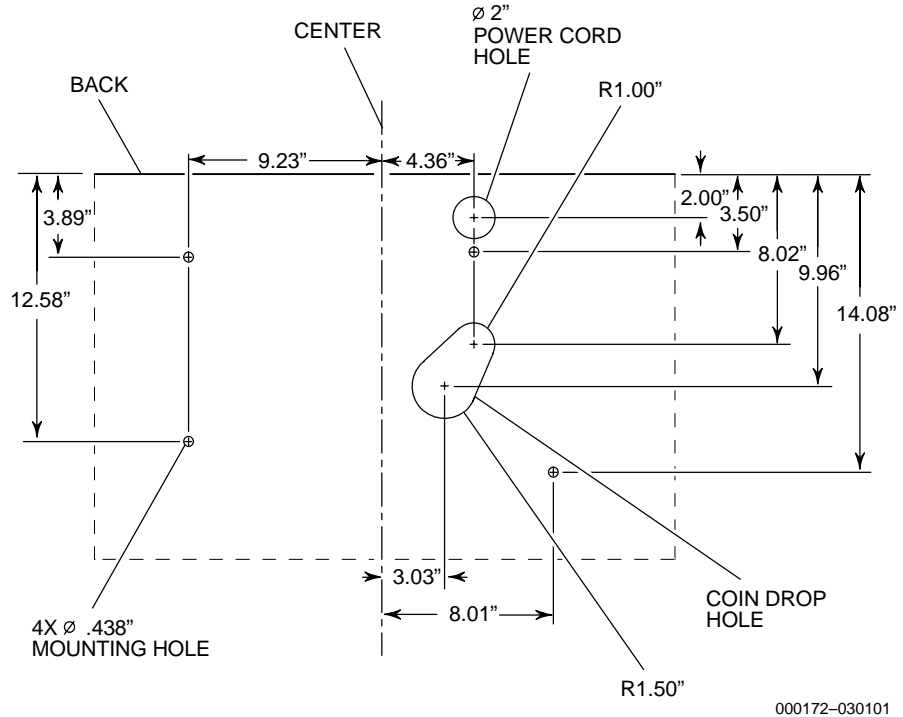 ⌀ 2”
POWER CORD
HOLE
CENTER
BACK
R1.00”
9.23”
4.36”
2.00”
3.50”
3.89”
8.02”
9.96”
12.58”
14.08”
3.03”
8.01”
COIN DROP
HOLE
4X ⌀ .438”
MOUNTING HOLE
R1.50”
000172–030101